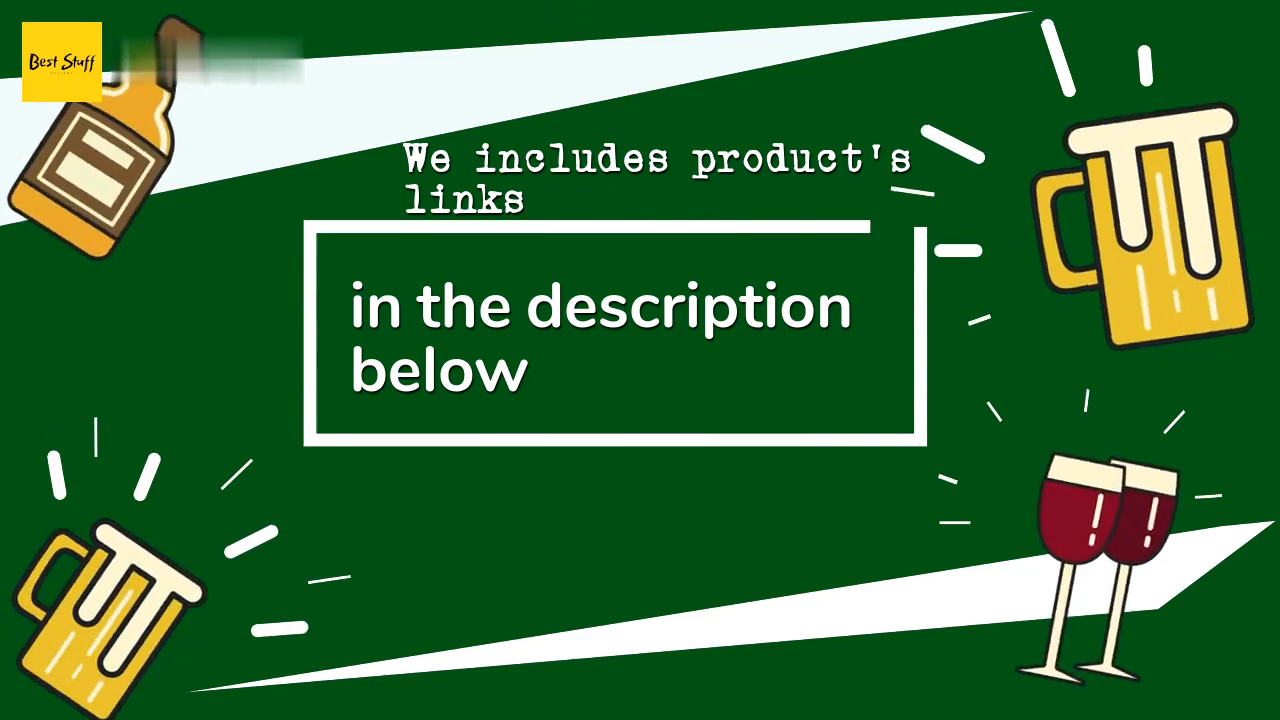 Best Stuff
We includes product's
links
in the description
below